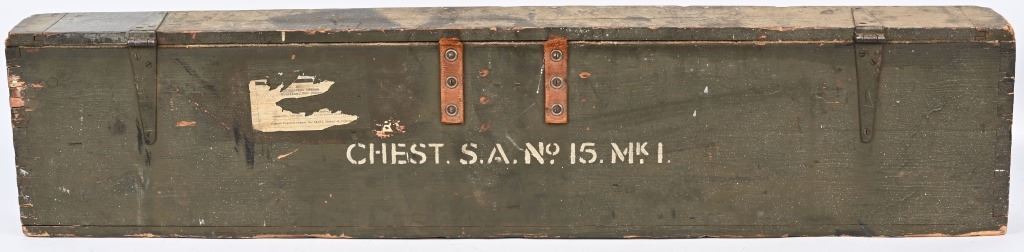 CHEST. S.A. Nº 15. MK I.